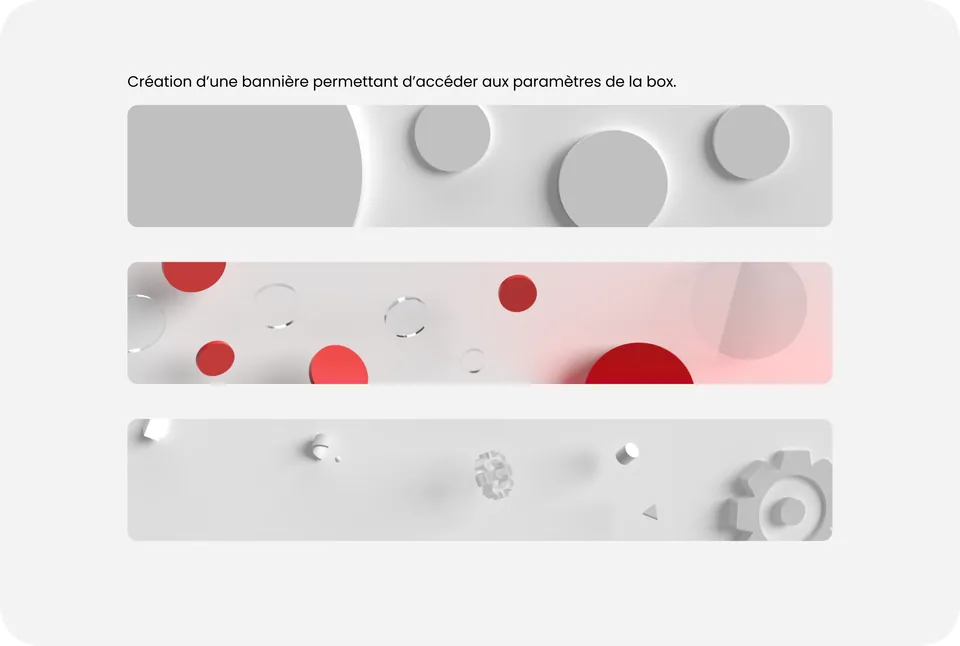 Création d’une bannière permettant d’accéder aux paramètres de la box.